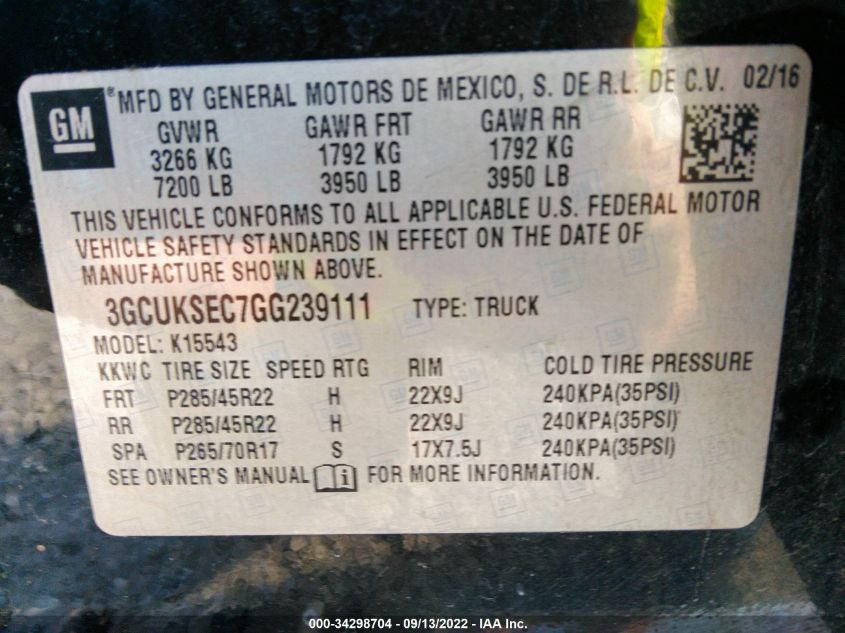 GM
® MFD BY GENERAL MOTORS DE MEXICO, S. DE R.L. DE C.V. 02/16
GVWR GAWR FRT GAWR RR
3266 KG 1792 KG 1792 KG
7200 LB 3950 LB 3950 LB
THIS VEHICLE CONFORMS TO ALL APPLICABLE U.S. FEDERAL MOTOR
VEHICLE SAFETY STANDARDS IN EFFECT ON THE DATE OF
MANUFACTURE SHOWN ABOVE.
3GCUKSEC7GG239111 TYPE: TRUCK
MODEL: K15543
KKWC TIRE SIZE SPEED RTG RIM COLD TIRE PRESSURE
FRT P285/45R22 H 22X9J 240KPA(35PSI)
RR P285/45R22 H 22X9J 240KPA(35PSI)
SPA P265/70R17 S 17X7.5J 240KPA(35PSI)
SEE OWNER'S MANUAL i FOR MORE INFORMATION.
000-34298704 - 09/13/2022 - IAA Inc.